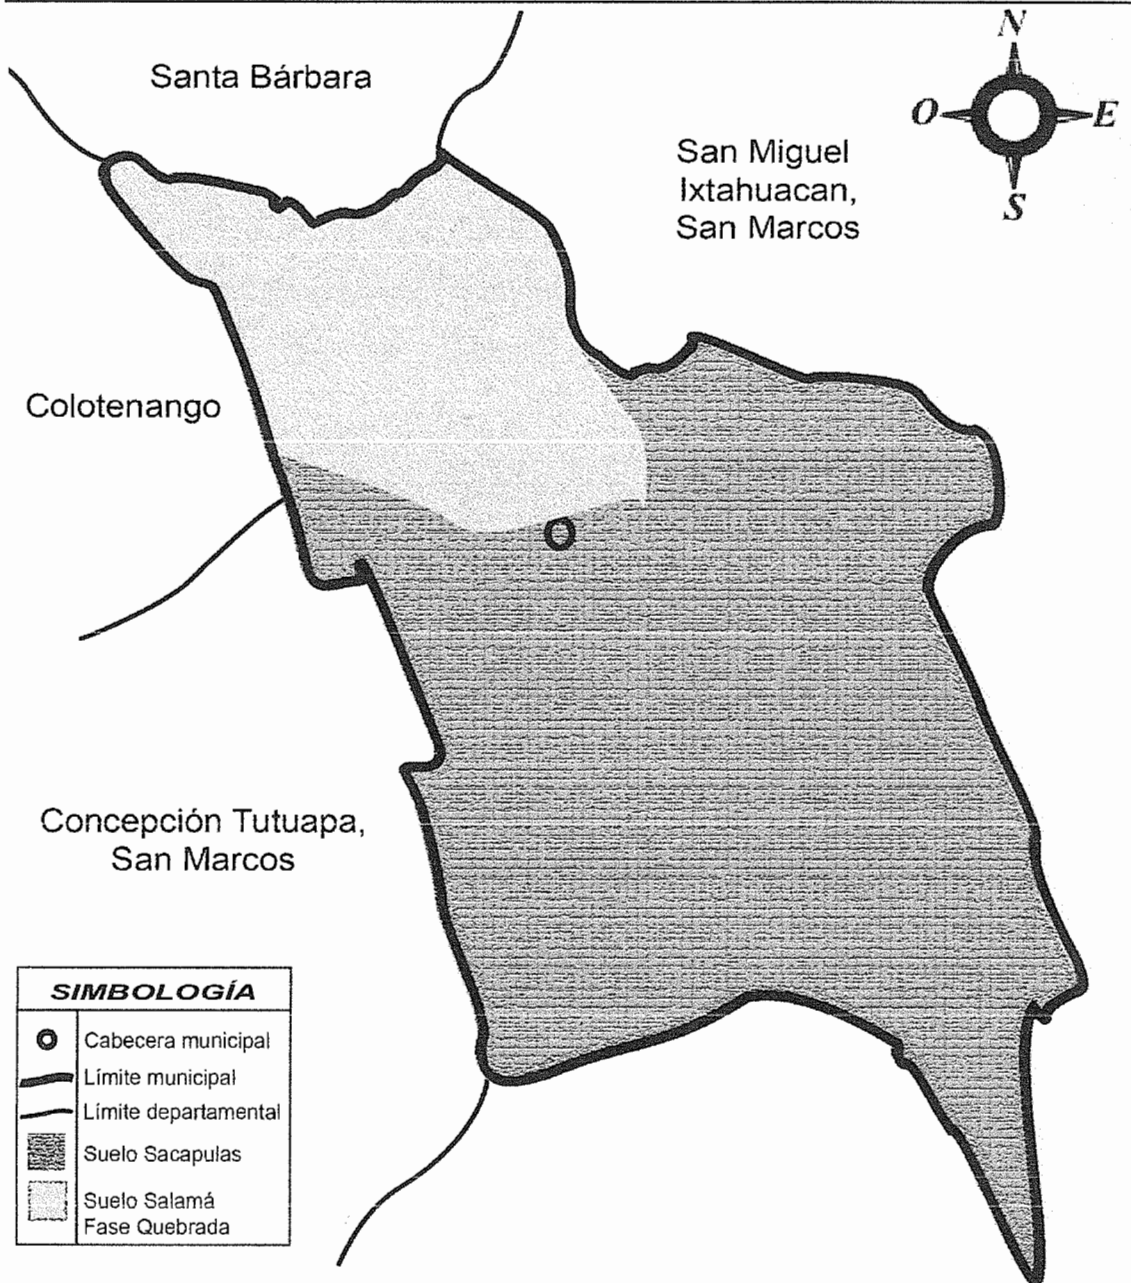 N
Santa Bárbara
O
E
San Miguel
Ixtahuacan,
San Marcos
S
Colotenango
Concepción Tutuapa,
San Marcos
SIMBOLOGÍA
Cabecera municipal
Límite municipal
Límite departamental
Suelo Sacapulas
Suelo Salamá
Fase Quebrada